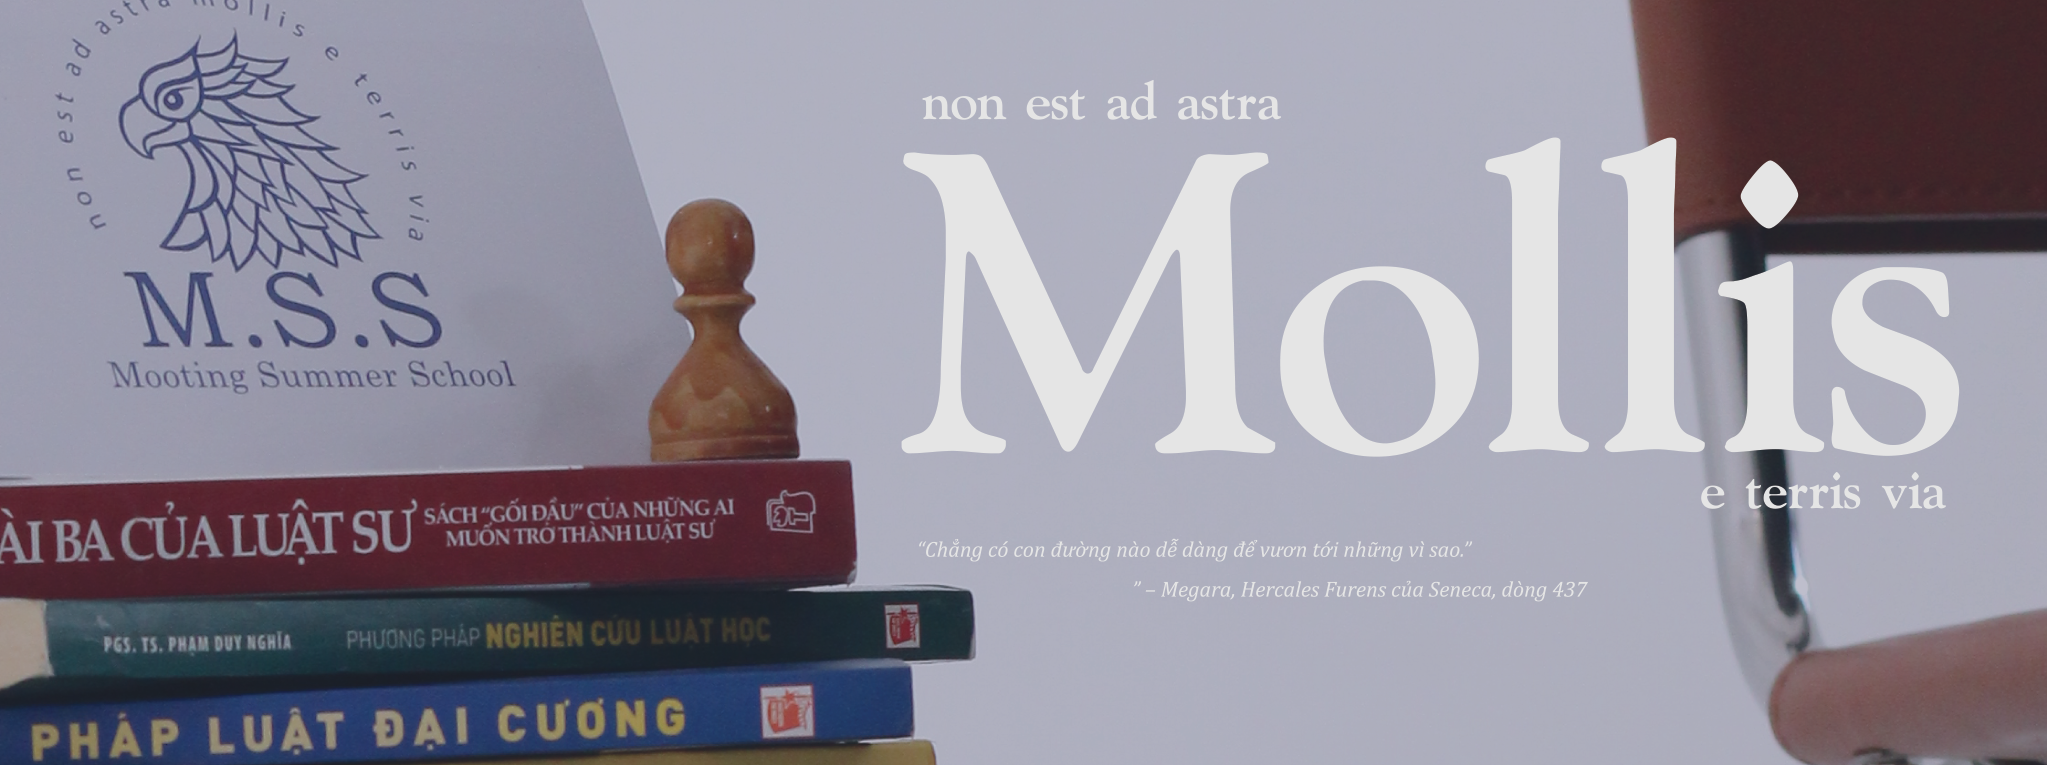 non est ad astra mollis e terris via
M.S.S
Mooting Summer School
non est ad astra
Mollis
e terris via
“Chẳng có con đường nào dễ dàng để vươn tới những vì sao.”
” – Megara, Hercales Furens của Seneca, dòng 437
ÀI BA CỦA LUẬT SƯ
SÁCH “GỐI ĐẦU” CỦA NHỮNG AI
MUỐN TRỞ THÀNH LUẬT SƯ
PGS. TS. PHẠM DUY NGHĨA PHƯƠNG PHÁP NGHIÊN CỨU LUẬT HỌC
PHÁP LUẬT ĐẠI CƯƠNG